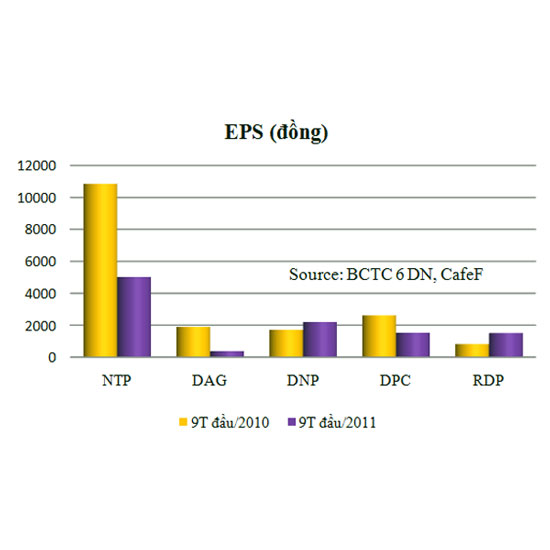 EPS (đồng)
12000
10000
8000
6000
4000
2000
0
Source: BCTC 6 DN, CafeF
NTP DAG DNP DPC RDP
9T đầu/2010 9T đầu/2011